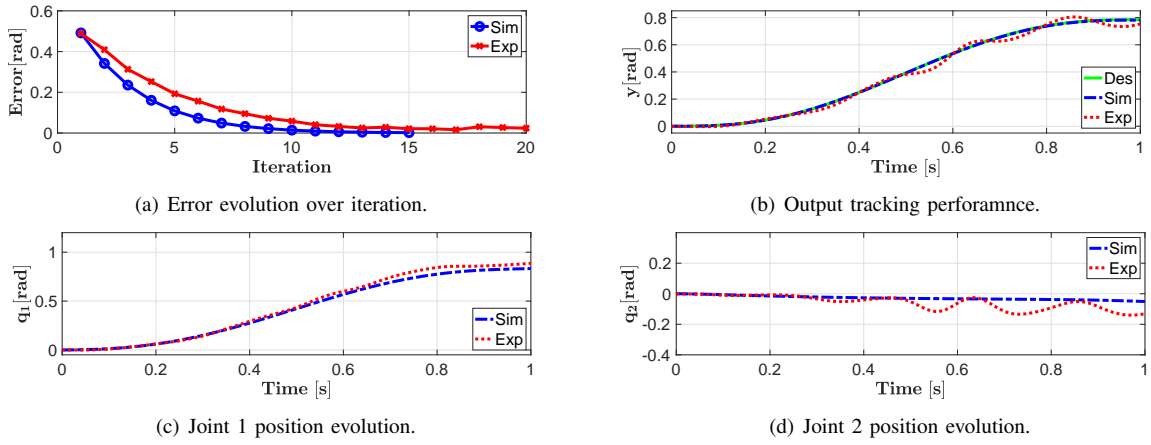 0.6
0.4
0.2
0
Error[rad]
0 5 10 15 20
Iteration
Sim
Exp
(a) Error evolution over iteration.
0.8
0.6
0.4
0.2
0
y[rad]
0 0.2 0.4 0.6 0.8 1
Time [s]
Des
Sim
Exp
(b) Output tracking perforamnce.
1
0.5
0
q1[rad]
0 0.2 0.4 0.6 0.8 1
Time [s]
Sim
Exp
(c) Joint 1 position evolution.
0.2
0
-0.2
-0.4
q2[rad]
0 0.2 0.4 0.6 0.8 1
Time [s]
Sim
Exp
(d) Joint 2 position evolution.